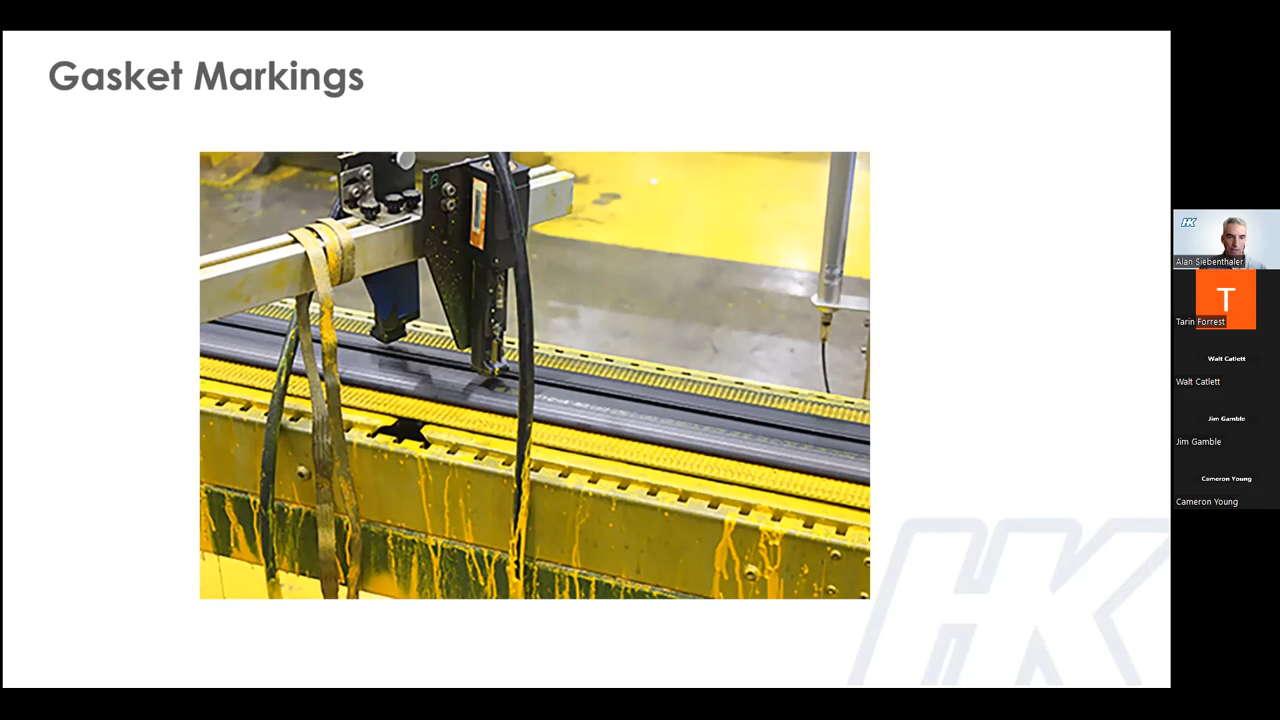 Gasket Markings
HK
Alan Siebenthaler
T
Tarin Forrest
Walt Catlett
Walt Catlett
Jim Gamble
Jim Gamble
Cameron Young
Cameron Young
HK